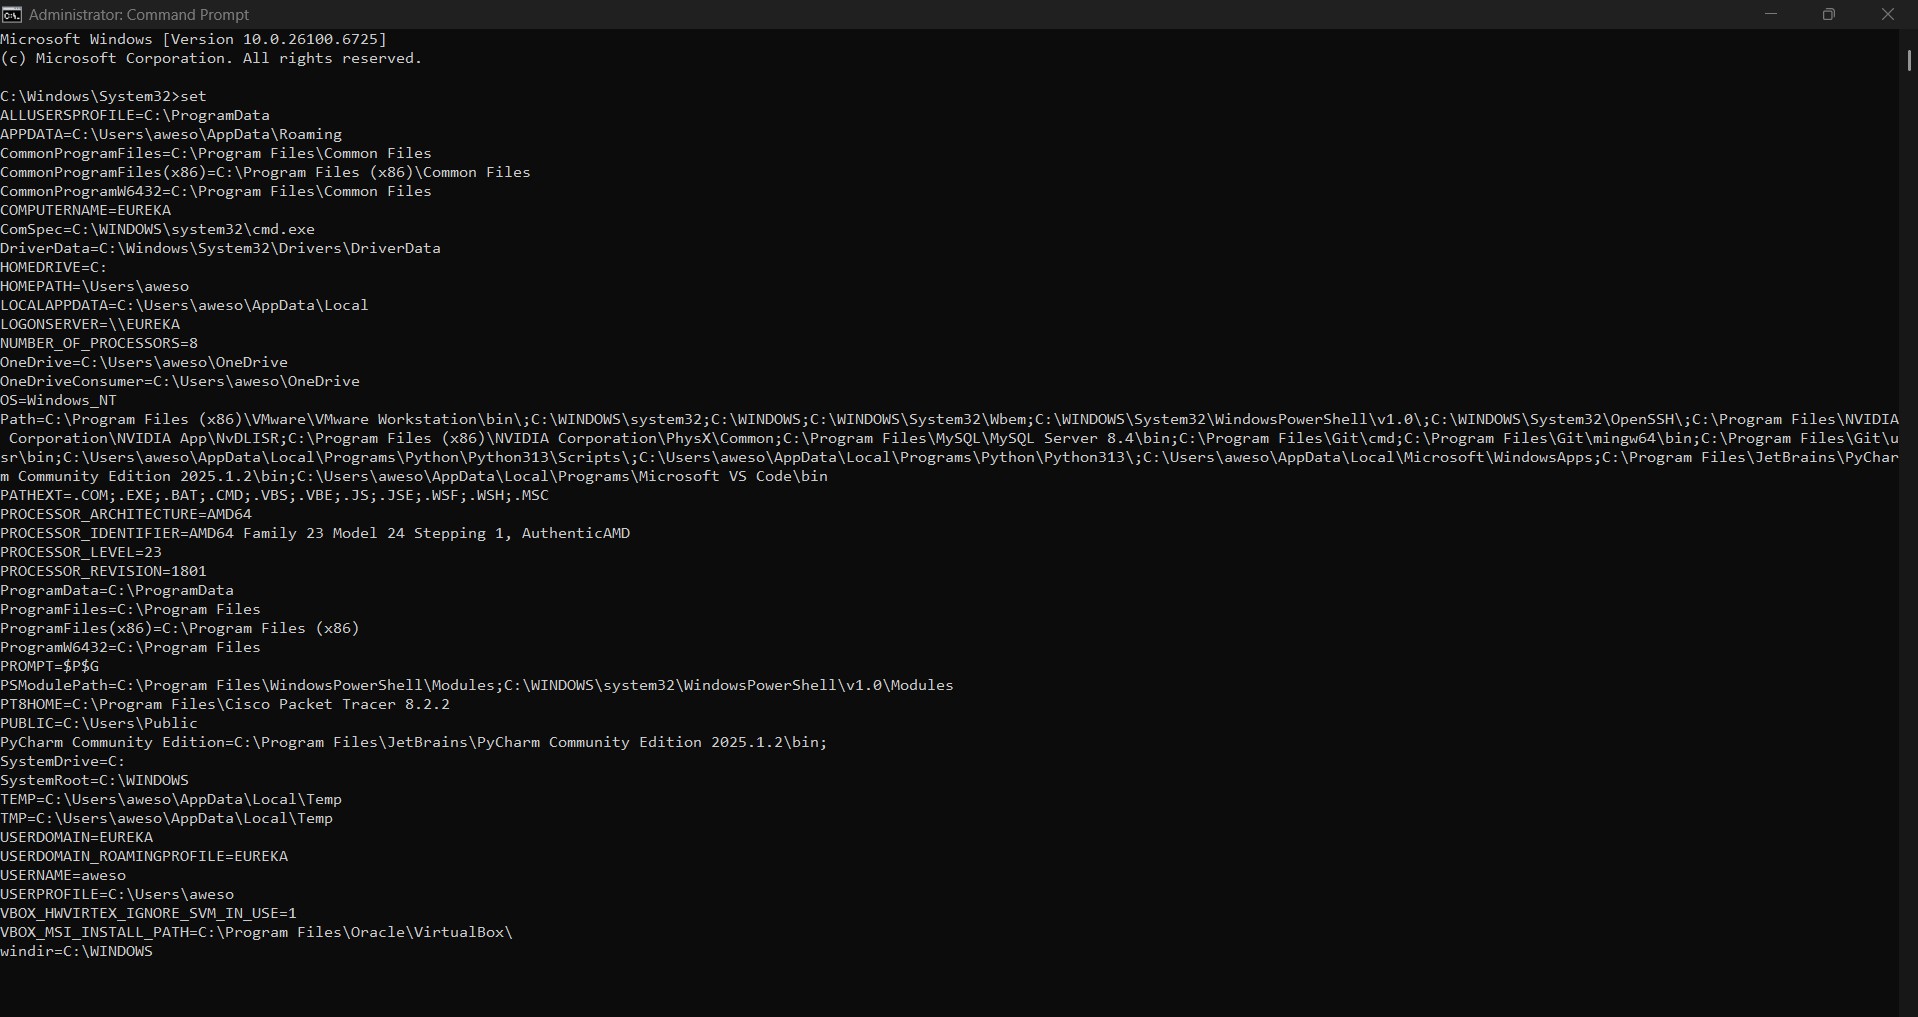 Administrator: Command Prompt
Microsoft Windows [Version 10.0.26100.6725]
(c) Microsoft Corporation. All rights reserved.
C:\Windows\System32>set
ALLUSERSPROFILE=C:\ProgramData
APPDATA=C:\Users\aweso\AppData\Roaming
CommonProgramFiles=C:\Program Files\Common Files
CommonProgramFiles(x86)=C:\Program Files (x86)\Common Files
CommonProgramW6432=C:\Program Files\Common Files
COMPUTERNAME=EUREKA
ComSpec=C:\WINDOWS\system32\cmd.exe
DriverData=C:\Windows\System32\Drivers\DriverData
HOMEDRIVE=C:
HOMEPATH=\Users\aweso
LOCALAPPDATA=C:\Users\aweso\AppData\Local
LOGONSERVER=\\EUREKA
NUMBER_OF_PROCESSORS=8
OneDrive=C:\Users\aweso\OneDrive
OneDriveConsumer=C:\Users\aweso\OneDrive
OS=Windows_NT
Path=C:\Program Files (x86)\VMware\VMware Workstation\bin\;C:\WINDOWS\system32;C:\WINDOWS;C:\WINDOWS\System32\Wbem;C:\WINDOWS\System32\WindowsPowerShell\v1.0\;C:\WINDOWS\System32\OpenSSH\;C:\Program Files\NVIDIA
 Corporation\NVIDIA App\NvDLISR;C:\Program Files (x86)\NVIDIA Corporation\PhysX\Common;C:\Program Files\MySQL\MySQL Server 8.4\bin;C:\Program Files\Git\cmd;C:\Program Files\Git\mingw64\bin;C:\Program Files\Git\u
sr\bin;C:\Users\aweso\AppData\Local\Programs\Python\Python313\Scripts\;C:\Users\aweso\AppData\Local\Programs\Python\Python313\;C:\Users\aweso\AppData\Local\Microsoft\WindowsApps;C:\Program Files\JetBrains\PyChar
m Community Edition 2025.1.2\bin;C:\Users\aweso\AppData\Local\Programs\Microsoft VS Code\bin
PATHEXT=.COM;.EXE;.BAT;.CMD;.VBS;.VBE;.JS;.JSE;.WSF;.WSH;.MSC
PROCESSOR_ARCHITECTURE=AMD64
PROCESSOR_IDENTIFIER=AMD64 Family 23 Model 24 Stepping 1, AuthenticAMD
PROCESSOR_LEVEL=23
PROCESSOR_REVISION=1801
ProgramData=C:\ProgramData
ProgramFiles=C:\Program Files
ProgramFiles(x86)=C:\Program Files (x86)
ProgramW6432=C:\Program Files
PROMPT=$P$G
PSModulePath=C:\Program Files\WindowsPowerShell\Modules;C:\WINDOWS\system32\WindowsPowerShell\v1.0\Modules
PT8HOME=C:\Program Files\Cisco Packet Tracer 8.2.2
PUBLIC=C:\Users\Public
PyCharm Community Edition=C:\Program Files\JetBrains\PyCharm Community Edition 2025.1.2\bin;
SystemDrive=C:
SystemRoot=C:\WINDOWS
TEMP=C:\Users\aweso\AppData\Local\Temp
TMP=C:\Users\aweso\AppData\Local\Temp
USERDOMAIN=EUREKA
USERDOMAIN_ROAMINGPROFILE=EUREKA
USERNAME=aweso
USERPROFILE=C:\Users\aweso
VBOX_HWVIRTEX_IGNORE_SVM_IN_USE=1
VBOX_MSI_INSTALL_PATH=C:\Program Files\Oracle\VirtualBox\
windir=C:\WINDOWS